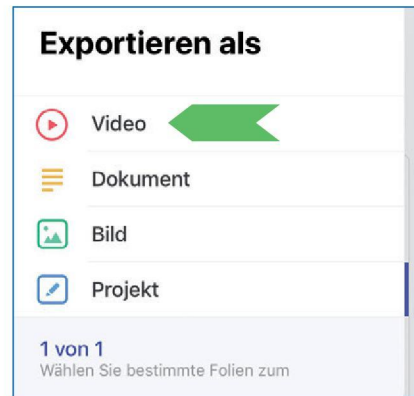 Exportieren als
Video
Dokument
Bild
Projekt
1 von 1
Wählen Sie bestimmte Folien zum